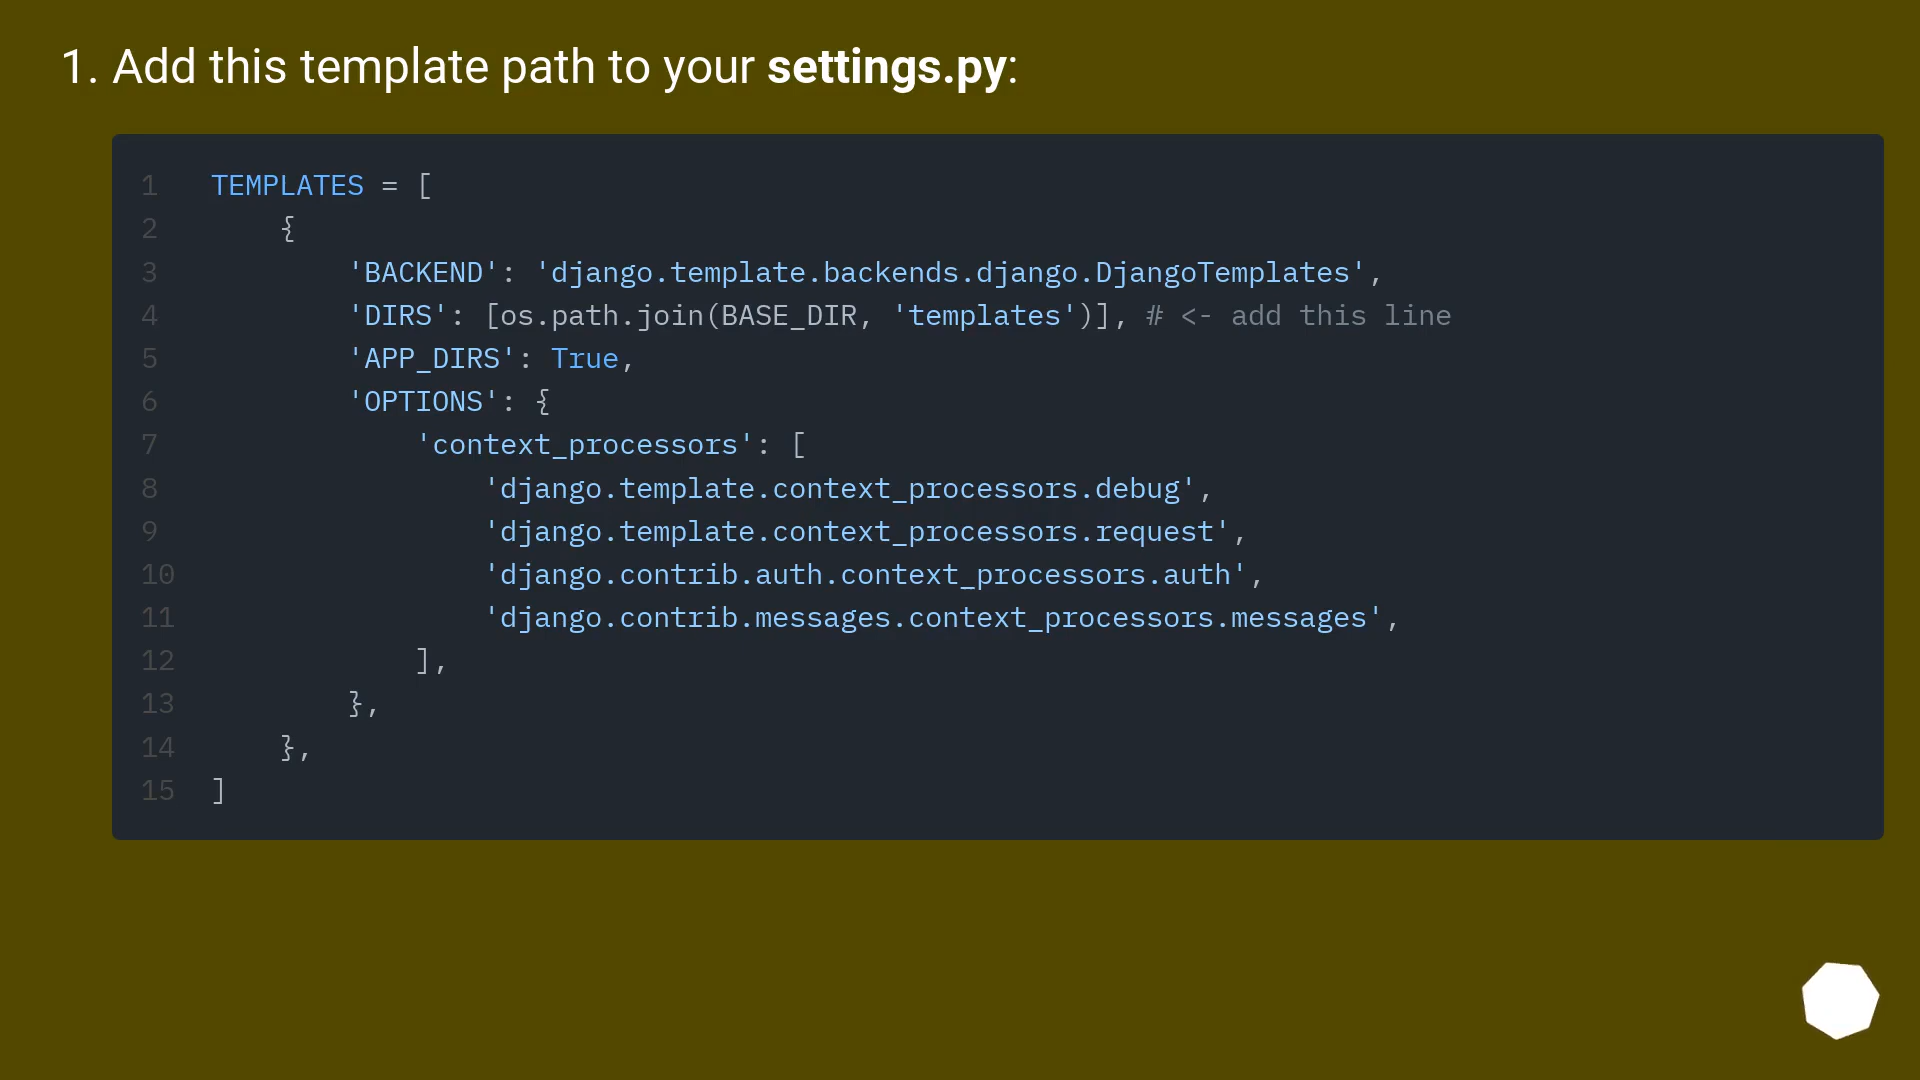 1. Add this template path to your settings.py:
1 TEMPLATES = [
2     {
3         'BACKEND': 'django.template.backends.django.DjangoTemplates',
4         'DIRS': [os.path.join(BASE_DIR, 'templates')], # <- add this line
5         'APP_DIRS': True,
6         'OPTIONS': {
7             'context_processors': [
8                 'django.template.context_processors.debug',
9                 'django.template.context_processors.request',
10                 'django.contrib.auth.context_processors.auth',
11                 'django.contrib.messages.context_processors.messages',
12             ],
13         },
14     },
15 ]